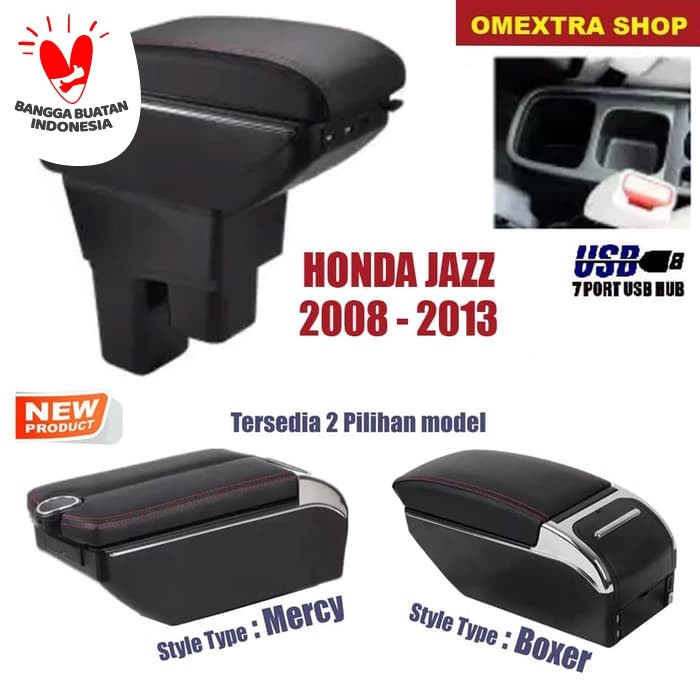 BANGGA BUATAN
INDONESIA
OMEXTRA SHOP
HONDA JAZZ
2008 - 2013
USB 8
7 PORT USB HUB
NEW
PRODUCT
Tersedia 2 Pilihan model
Style Type : Mercy
Style Type : Boxer